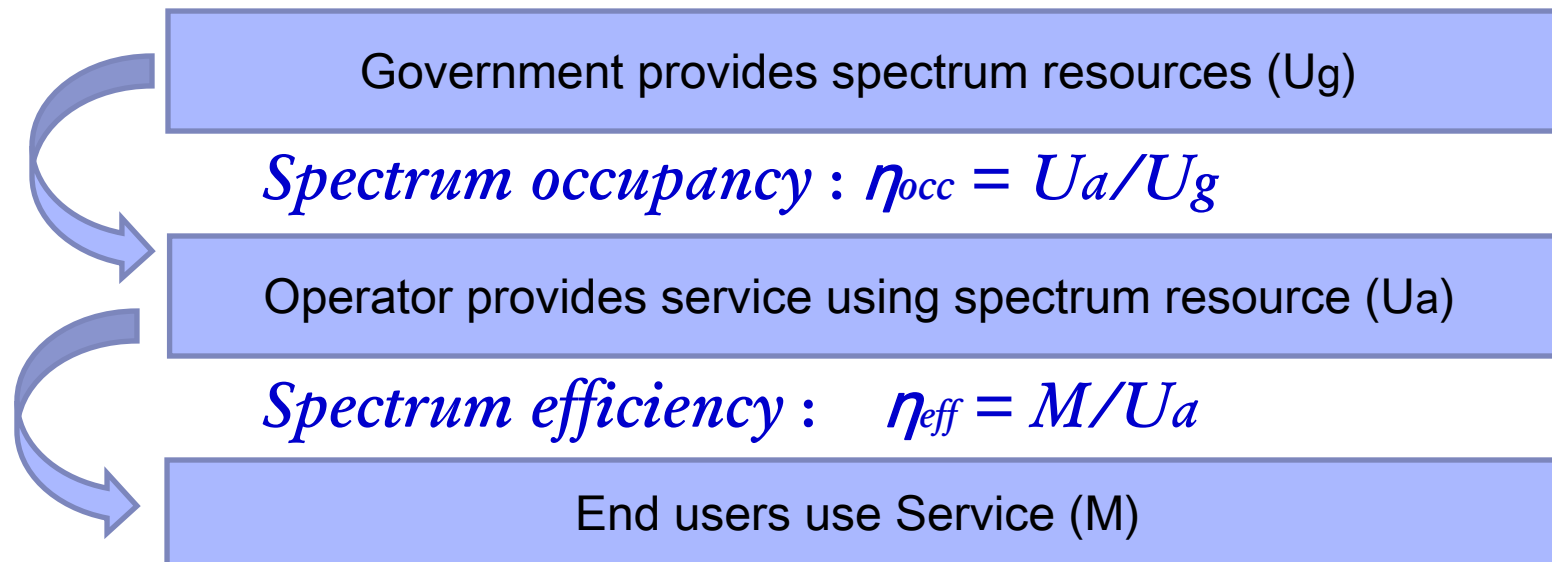 Government provides spectrum resources (Ug)
Spectrum occupancy : ηocc = Ua/Ug
Operator provides service using spectrum resource (Ua)
Spectrum efficiency : ηeff = M/Ua
End users use Service (M)